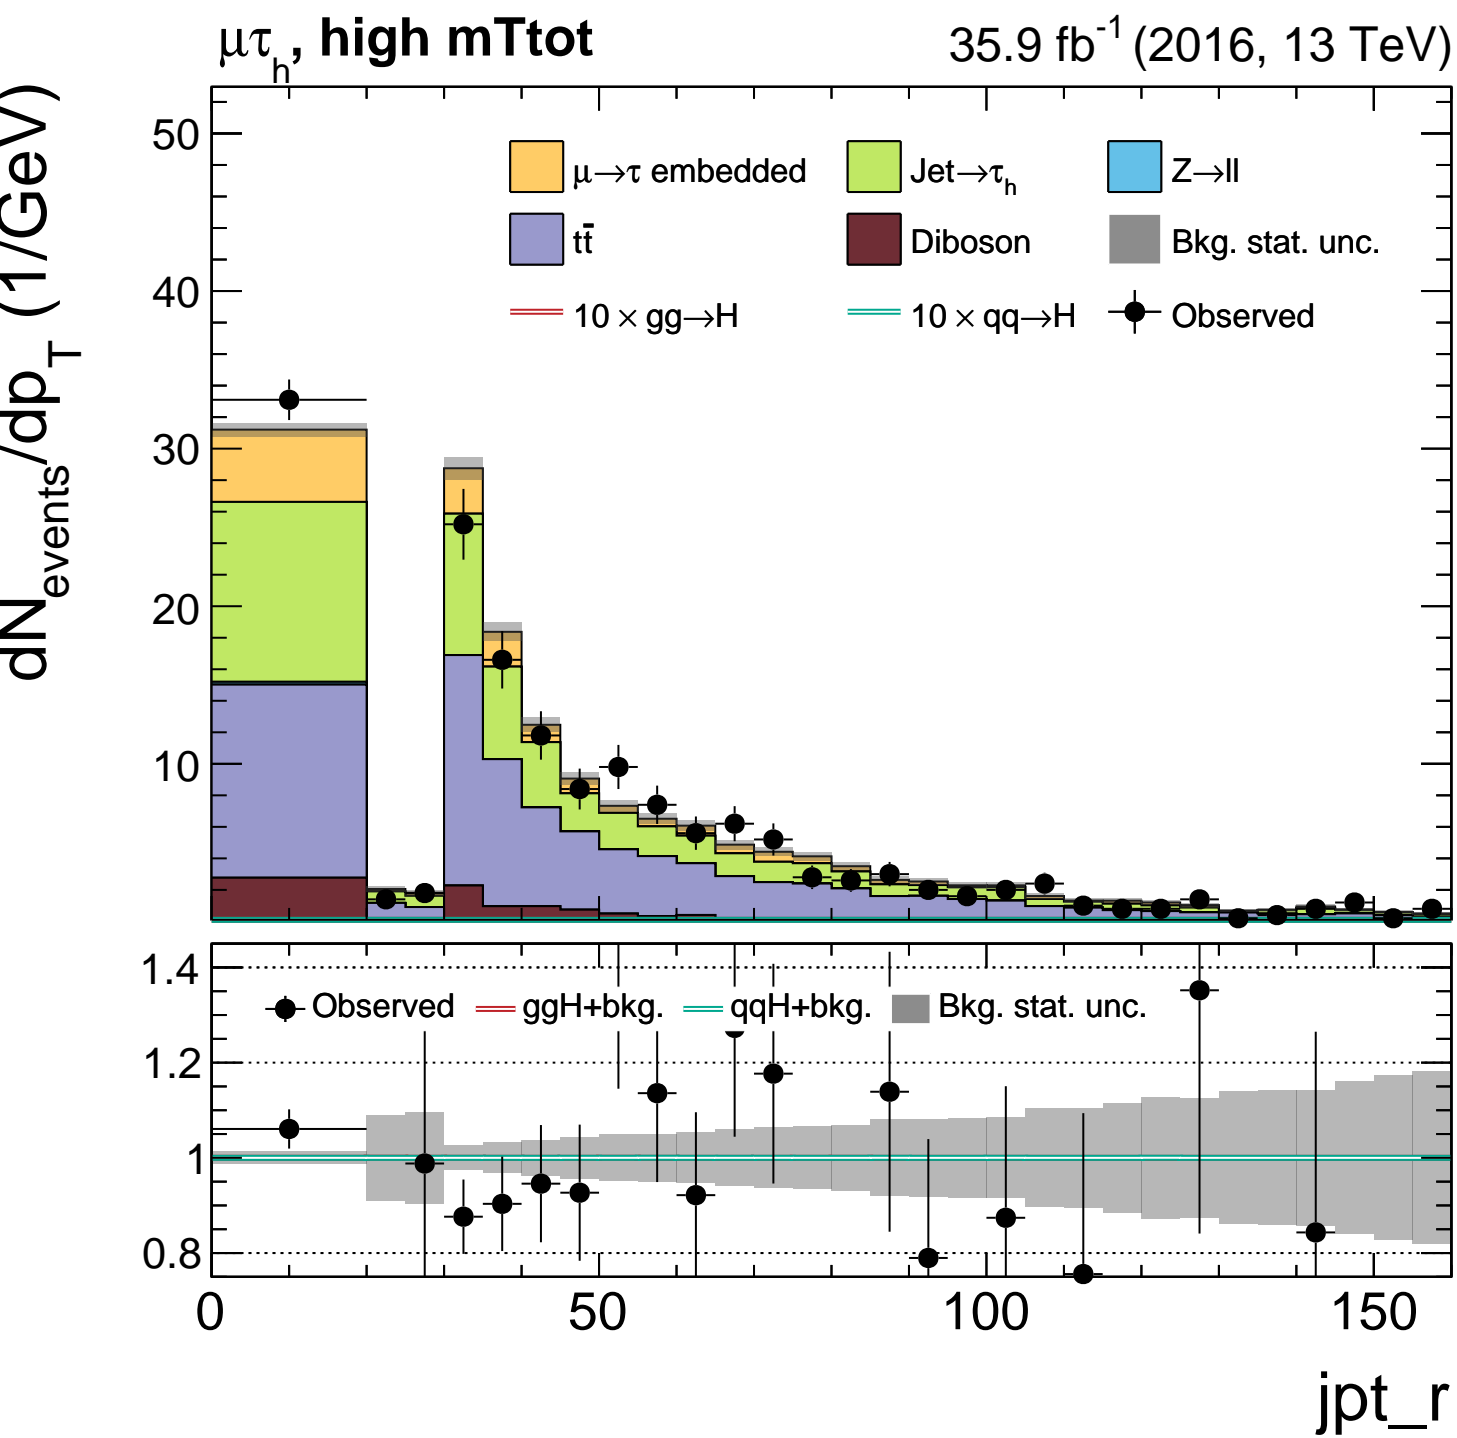 μτh, high mTtot
35.9 fb-1 (2016, 13 TeV)
dNevents/dpT (1/GeV)
50
40
30
20
10
μ→τ embedded
Jet→τh
Z→ll
tt̄
Diboson
Bkg. stat. unc.
10 × gg→H
10 × qq→H
Observed
1.4
1.2
1
0.8
Observed
ggH+bkg.
qqH+bkg.
Bkg. stat. unc.
0
50
100
150
jpt_r